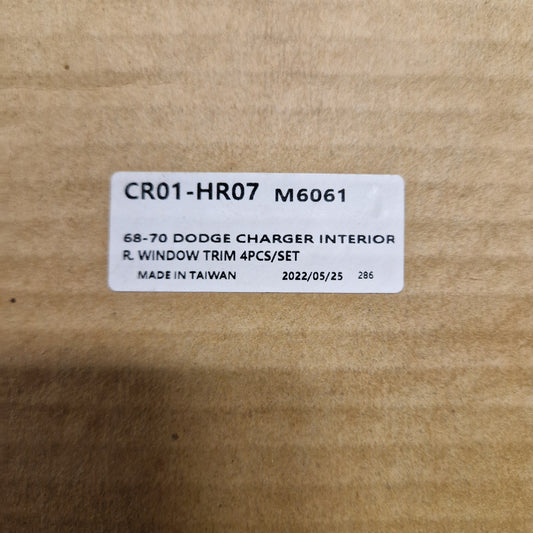 CR01-HR07 M6061
68-70 DODGE CHARGER INTERIOR
R. WINDOW TRIM 4PCS/SET
MADE IN TAIWAN 2022/05/25 286